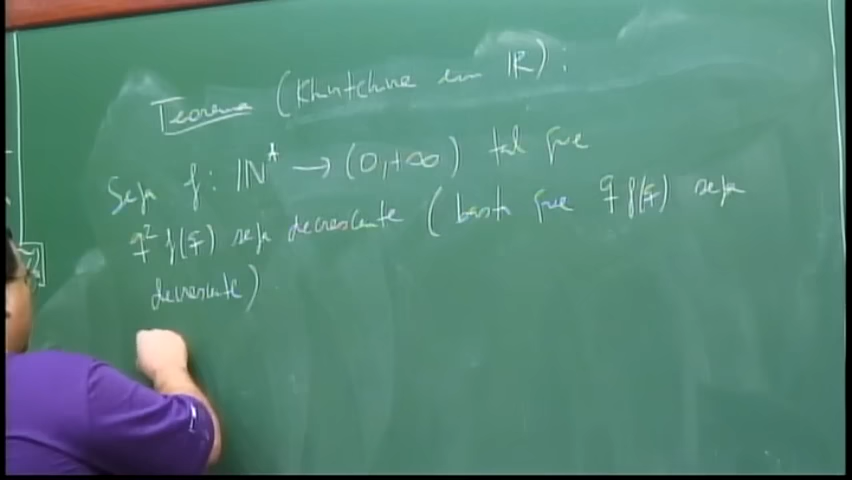 Teorema (Khintchine em ℝ):
Seja f: ℕ* → (0,+∞) tal que
q² f(q) seja decrescente (basta que q f(q) seja
decrescente)